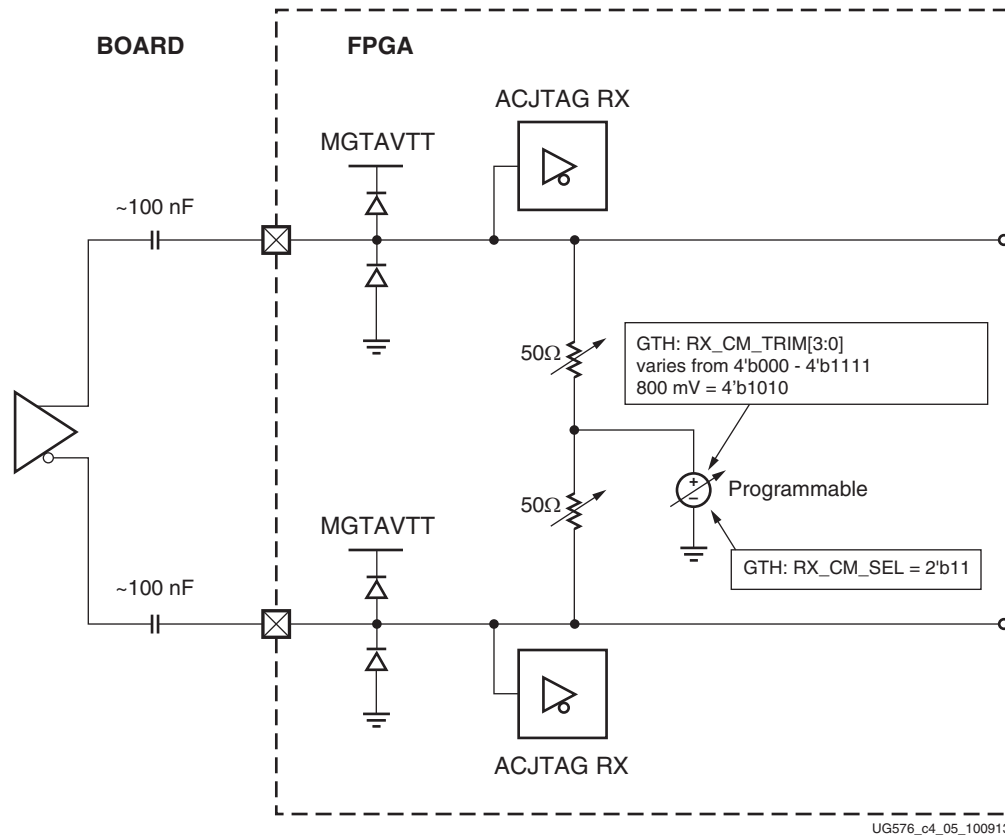 BOARD
FPGA
ACJTAG RX
MGTAVTT
~100 nF
50Ω
GTH: RX_CM_TRIM[3:0]
varies from 4'b000 - 4'b1111
800 mV = 4'b1010
+
−
Programmable
50Ω
MGTAVTT
GTH: RX_CM_SEL = 2'b11
~100 nF
ACJTAG RX
UG576_c4_05_100913